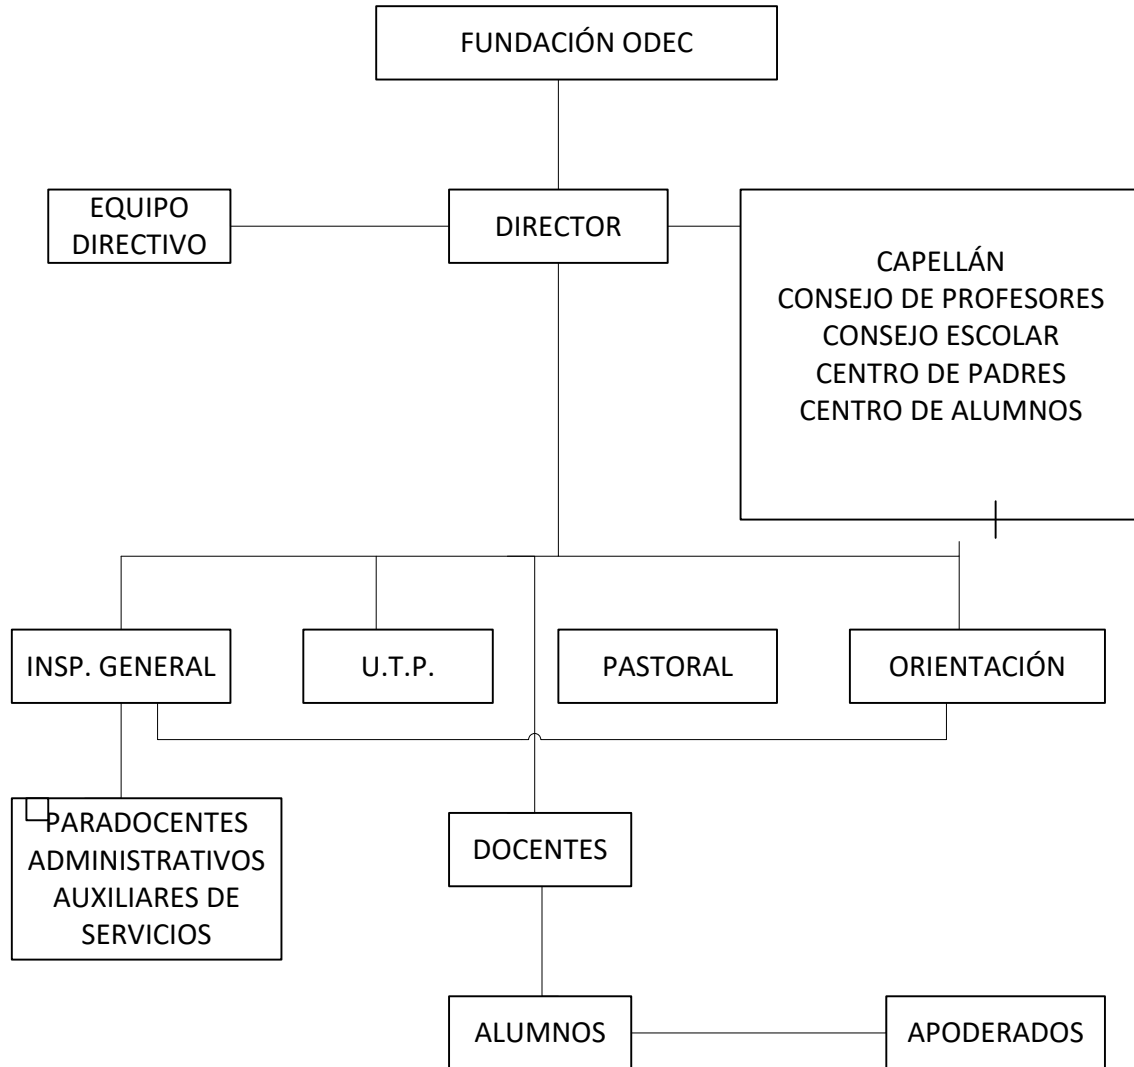 FUNDACIÓN ODEC
EQUIPO
DIRECTIVO
DIRECTOR
CAPELLÁN
CONSEJO DE PROFESORES
CONSEJO ESCOLAR
CENTRO DE PADRES
CENTRO DE ALUMNOS
INSP. GENERAL
U.T.P.
PASTORAL
ORIENTACIÓN
PARADOCENTES
ADMINISTRATIVOS
AUXILIARES DE
SERVICIOS
DOCENTES
ALUMNOS
APODERADOS